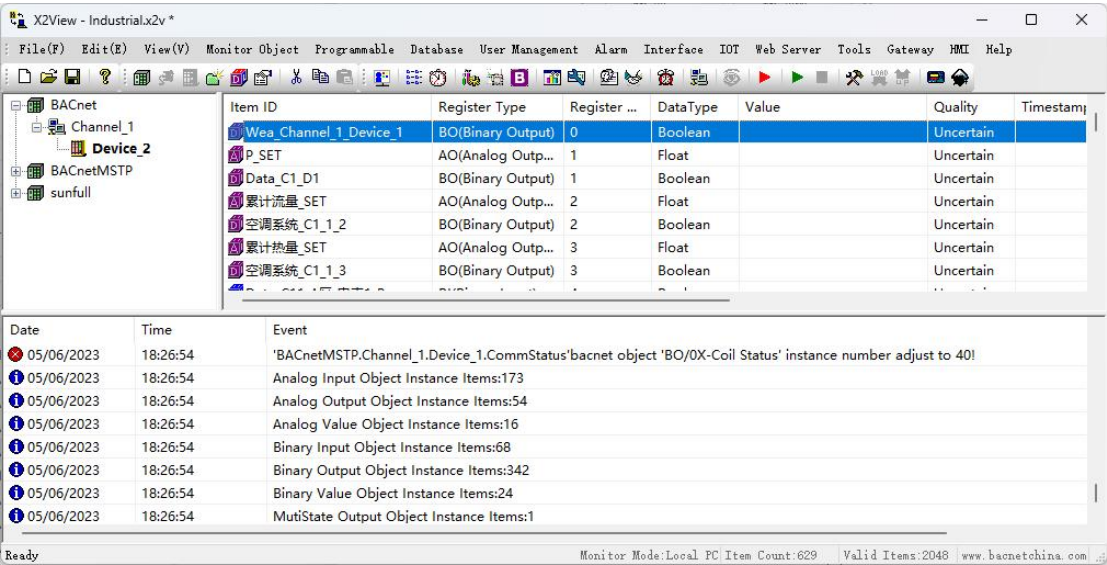 X2View - Industrial.x2v *
File(F) Edit(E) View(V) Monitor Object Programmable Database User Management Alarm Interface IOT Web Server Tools Gateway HMI Help
BACnet
Channel_1
Device_2
BACnetMSTP
sunfull
Item ID Register Type Register ... DataType Value Quality Timestamp
Wea_Channel_1_Device_1 BO(Binary Output) 0 Boolean Uncertain
P_SET AO(Analog Outp... 1 Float Uncertain
Data_C1_D1 BO(Binary Output) 1 Boolean Uncertain
累计流量_SET AO(Analog Outp... 2 Float Uncertain
空调系统_C1_1_2 BO(Binary Output) 2 Boolean Uncertain
累计热量_SET AO(Analog Outp... 3 Float Uncertain
空调系统_C1_1_3 BO(Binary Output) 3 Boolean Uncertain
Date Time Event
05/06/2023 18:26:54 'BACnetMSTP.Channel_1.Device_1.CommStatus'bacnet object 'BO/0X-Coil Status' instance number adjust to 40!
05/06/2023 18:26:54 Analog Input Object Instance Items:173
05/06/2023 18:26:54 Analog Output Object Instance Items:54
05/06/2023 18:26:54 Analog Value Object Instance Items:16
05/06/2023 18:26:54 Binary Input Object Instance Items:68
05/06/2023 18:26:54 Binary Output Object Instance Items:342
05/06/2023 18:26:54 Binary Value Object Instance Items:24
05/06/2023 18:26:54 MutiState Output Object Instance Items:1
Ready Monitor Mode:Local PC Item Count:629 Valid Items:2048 www.bacnetchina.com